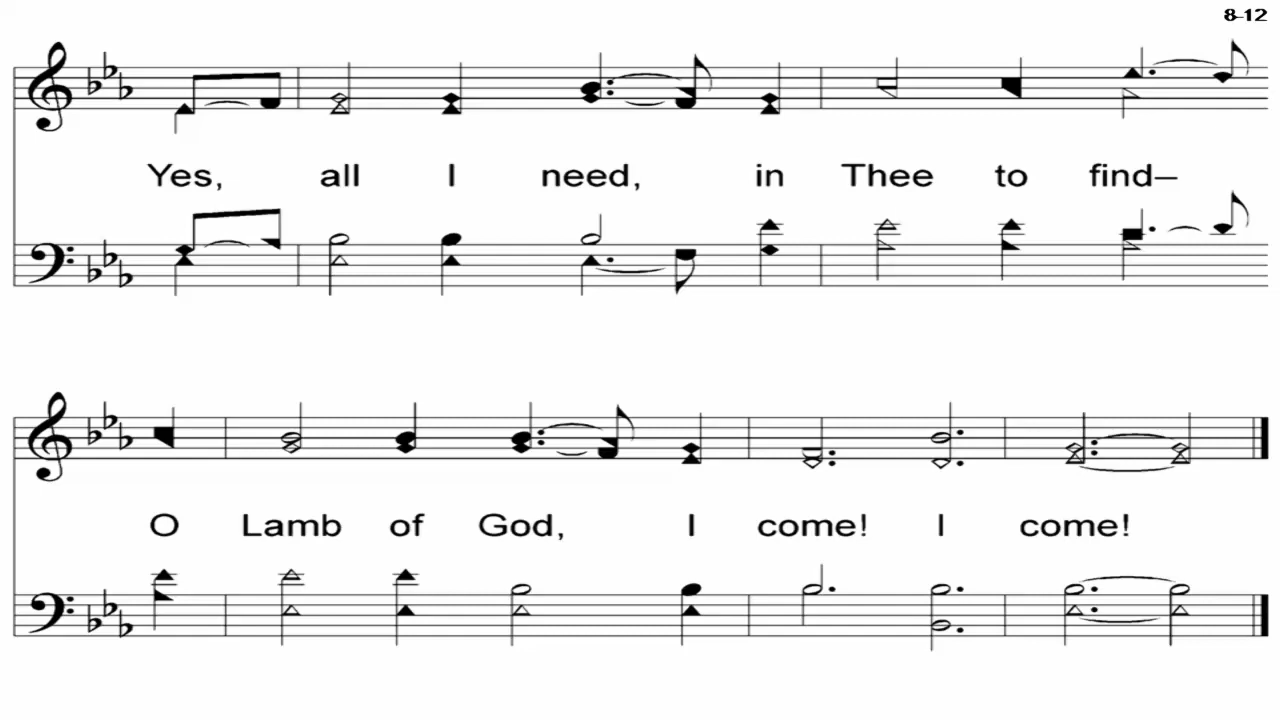 8-12
Yes, all I need, in Thee to find–
O Lamb of God, I come! I come!